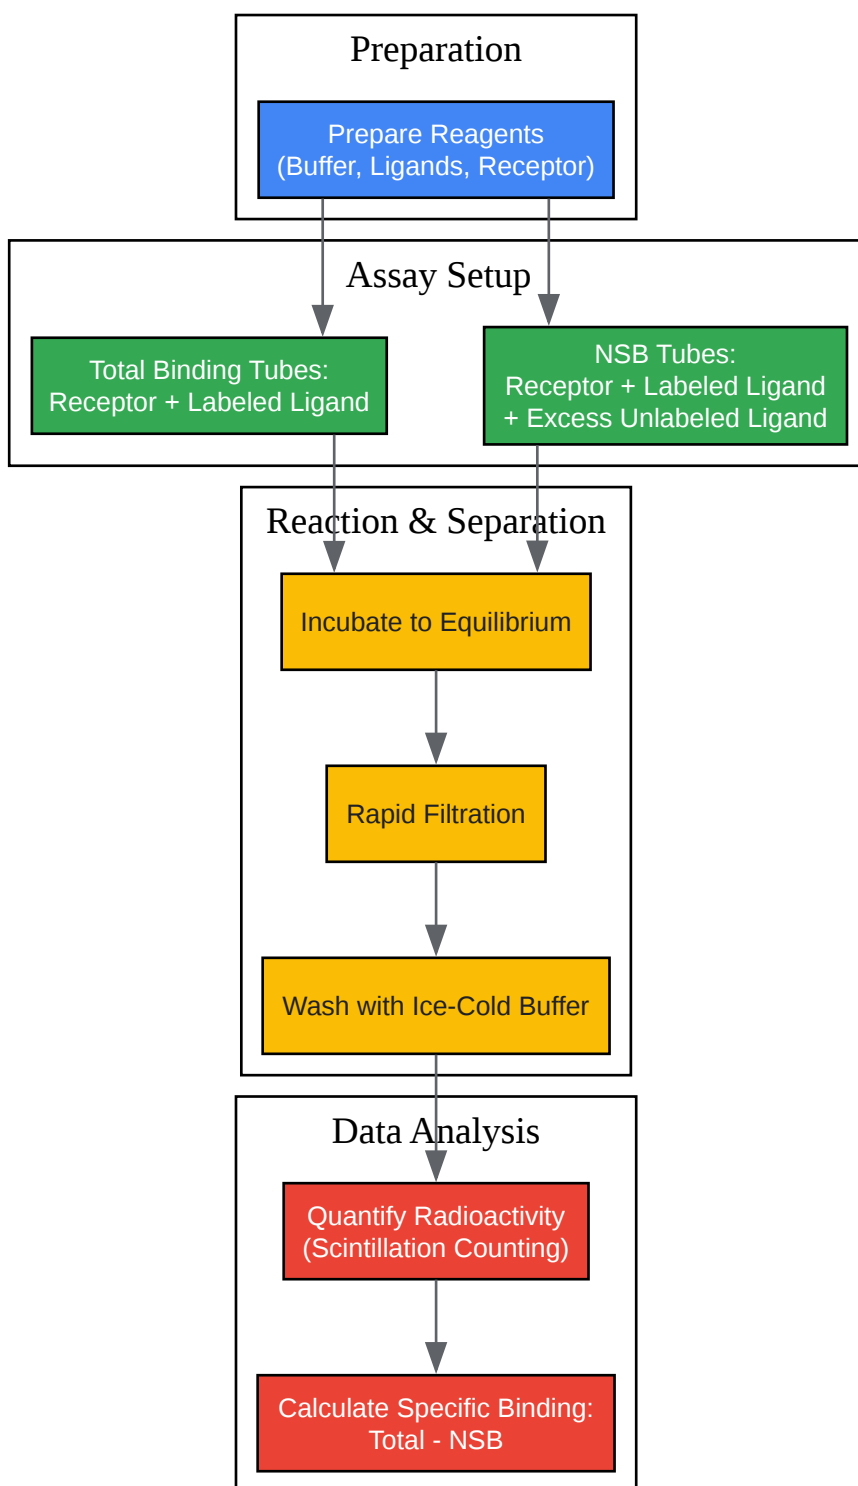 Preparation
Prepare Reagents
(Buffer, Ligands, Receptor)
Assay Setup
Total Binding Tubes:
Receptor + Labeled Ligand
NSB Tubes:
Receptor + Labeled Ligand
+ Excess Unlabeled Ligand
Reaction & Separation
Incubate to Equilibrium
Rapid Filtration
Wash with Ice-Cold Buffer
Data Analysis
Quantify Radioactivity
(Scintillation Counting)
Calculate Specific Binding:
Total - NSB